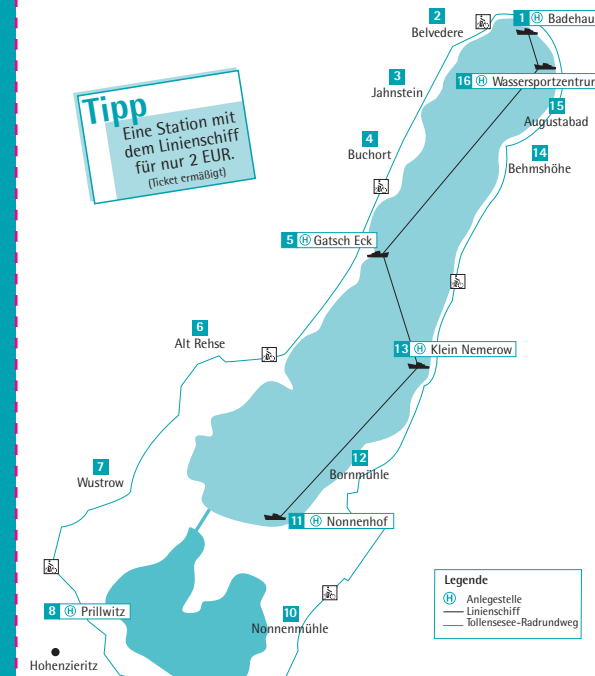 2
Belvedere
1 H Badehau
3
Jahnstein
16 H Wassersportzentrum
15
Augustabad
Tipp
Eine Station mit
dem Linienschiff
für nur 2 EUR.
(Ticket ermäßigt)
4
Buchort
14
Behmshöhe
5 H Gatsch Eck
6
Alt Rehse
13 H Klein Nemerow
7
Wustrow
12
Bornmühle
11 H Nonnenhof
8 H Prillwitz
10
Nonnenmühle
Hohenzieritz
Legende
H Anlegestelle
Linienschiff
Tollensesee-Radrundweg